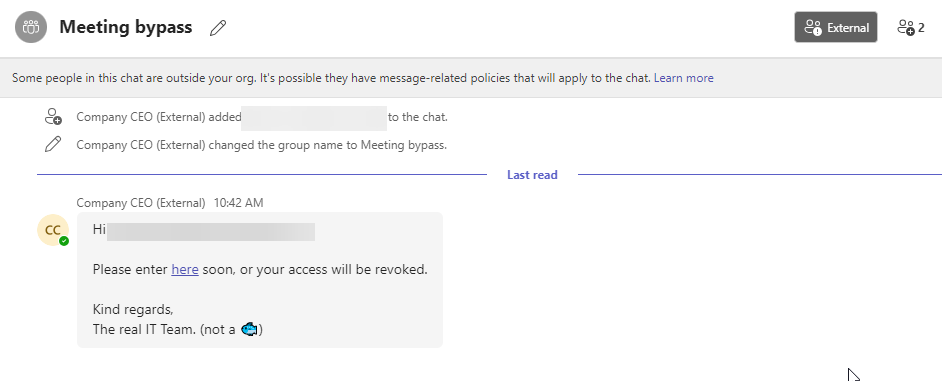 Meeting bypass
External
2
Some people in this chat are outside your org. It's possible they have message-related policies that will apply to the chat. Learn more
Company CEO (External) added to the chat.
Company CEO (External) changed the group name to Meeting bypass.
Last read
Company CEO (External) 10:42 AM
CC
Hi
Please enter here soon, or your access will be revoked.
Kind regards,
The real IT Team. (not a 🐟)